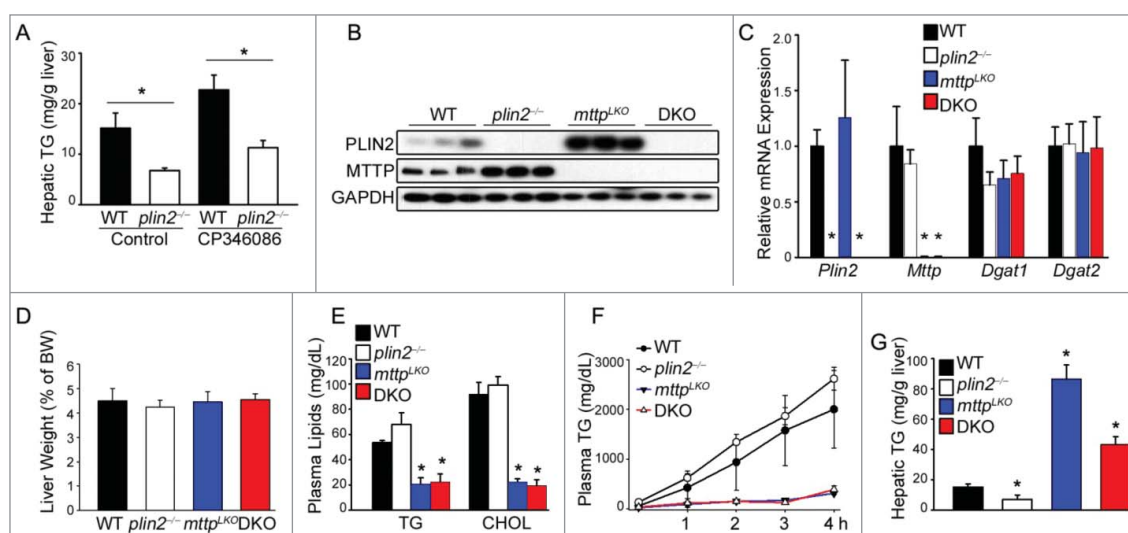 A
Hepatic TG (mg/g liver)
30
20
10
0
*
*
WT plin2–/– WT plin2–/–
Control CP346086
B
WT plin2–/– mttpLKO DKO
PLIN2
MTTP
GAPDH
C
WT
plin2–/–
mttpLKO
DKO
Relative mRNA Expression
2.0
1.5
1.0
0.5
0
* * * *
Plin2 Mttp Dgat1 Dgat2
D
Liver Weight (% of BW)
6
5
4
3
2
1
0
WT plin2–/– mttpLKO DKO
E
WT
plin2–/–
mttpLKO
DKO
Plasma Lipids (mg/dL)
120
100
80
60
40
20
0
* * * *
TG CHOL
F
WT
plin2–/–
mttpLKO
DKO
Plasma TG (mg/dL)
3000
2000
1000
0
1 2 3 4 h
G
WT
plin2–/–
mttpLKO
DKO
Hepatic TG (mg/g liver)
100
80
60
40
20
0
*
*
*